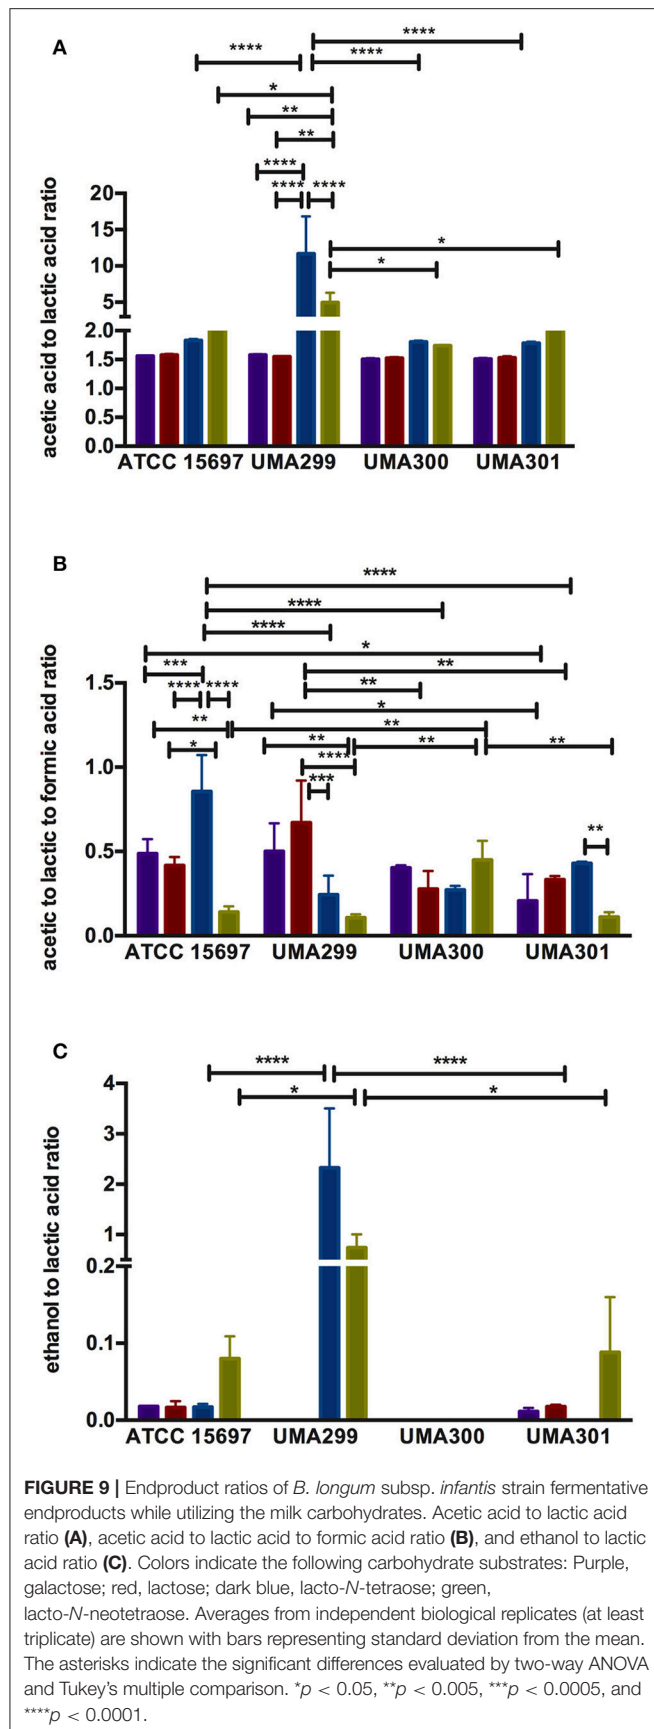 A
****
****
****
*
**
**
****
****
****
*
*
acetic acid to lactic acid ratio
20
15
10
5
2.0
1.5
1.0
0.5
0.0
ATCC 15697 UMA299 UMA300 UMA301
B
****
****
****
*
***
**
****
****
**
*
**
**
*
**
**
**
****
***
**
acetic to lactic to formic acid ratio
1.5
1.0
0.5
0.0
ATCC 15697 UMA299 UMA300 UMA301
C
****
****
*
*
ethanol to lactic acid ratio
4
3
2
1
0.2
0.1
0.0
ATCC 15697 UMA299 UMA300 UMA301
FIGURE 9 | Endproduct ratios of B. longum subsp. infantis strain fermentative
endproducts while utilizing the milk carbohydrates. Acetic acid to lactic acid
ratio (A), acetic acid to lactic acid to formic acid ratio (B), and ethanol to lactic
acid ratio (C). Colors indicate the following carbohydrate substrates: Purple,
galactose; red, lactose; dark blue, lacto-N-tetraose; green,
lacto-N-neotetraose. Averages from independent biological replicates (at least
triplicate) are shown with bars representing standard deviation from the mean.
The asterisks indicate the significant differences evaluated by two-way ANOVA
and Tukey's multiple comparison. *p < 0.05, **p < 0.005, ***p < 0.0005, and
****p < 0.0001.